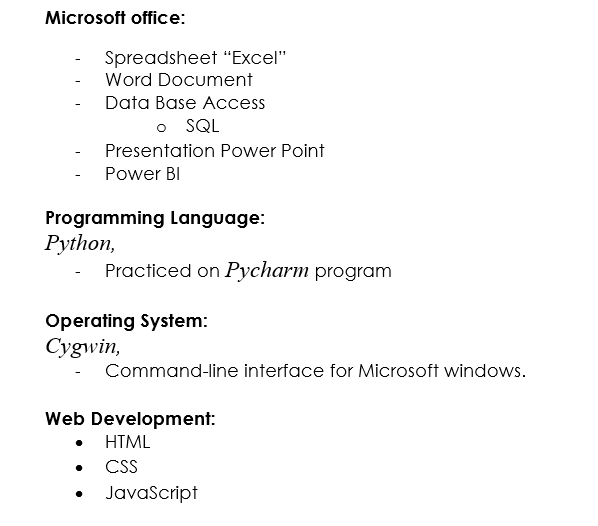 Microsoft office:
- Spreadsheet “Excel”
- Word Document
- Data Base Access
o SQL
- Presentation Power Point
- Power BI
Programming Language:
Python,
- Practiced on Pycharm program
Operating System:
Cygwin,
- Command-line interface for Microsoft windows.
Web Development:
• HTML
• CSS
• JavaScript